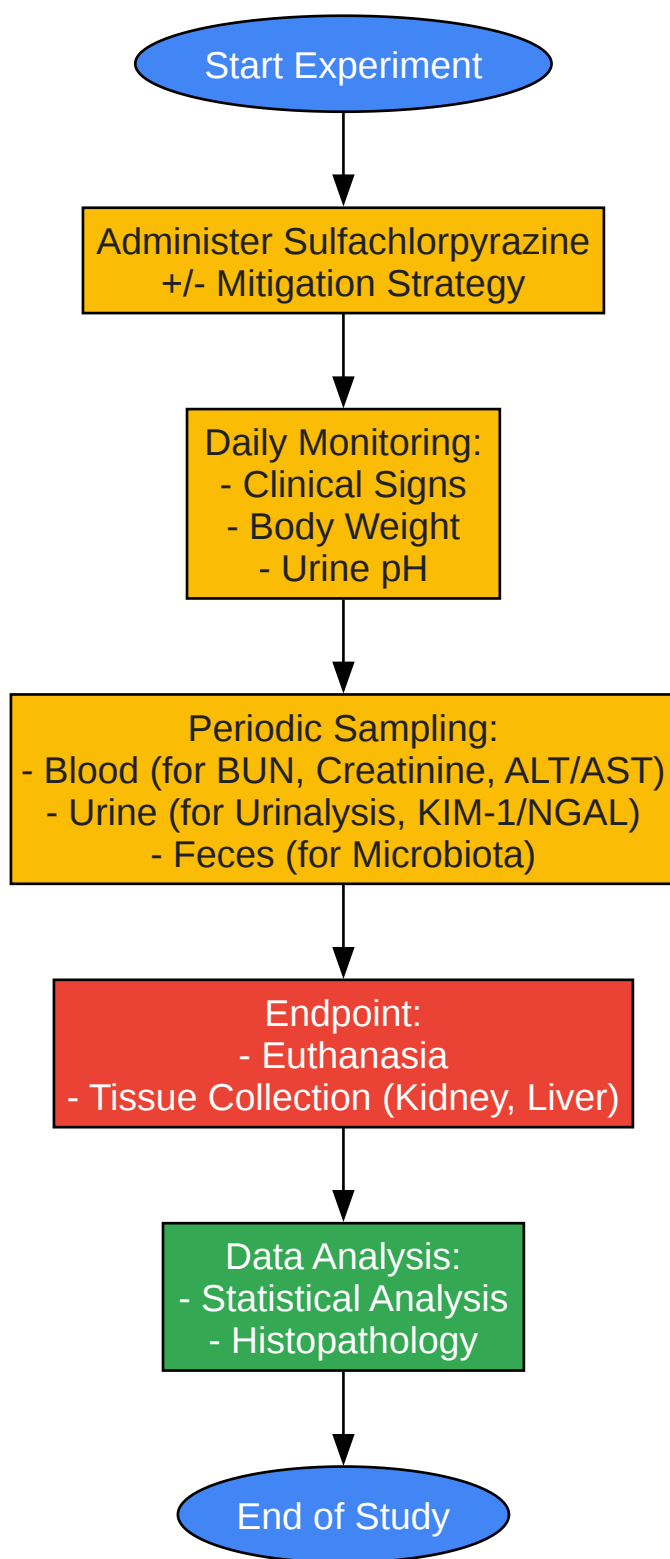 Start Experiment
Administer Sulfachlorpyrazine
+/- Mitigation Strategy
Daily Monitoring:
- Clinical Signs
- Body Weight
- Urine pH
Periodic Sampling:
- Blood (for BUN, Creatinine, ALT/AST)
- Urine (for Urinalysis, KIM-1/NGAL)
- Feces (for Microbiota)
Endpoint:
- Euthanasia
- Tissue Collection (Kidney, Liver)
Data Analysis:
- Statistical Analysis
- Histopathology
End of Study